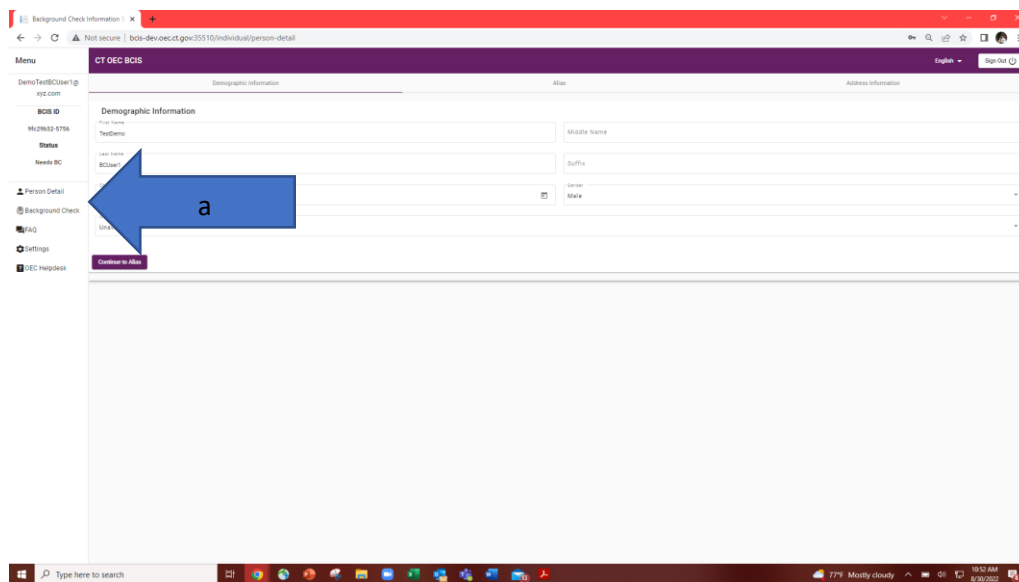 Background Check Information
Not secure | bcis-dev.oec.ct.gov:35510/individual/person-detail
Menu
CT OEC BCIS
English
Sign Out
DemoTestBCUser1@
xyz.com
BCIS ID
Status
Needs BC
Person Detail
Background Check
FAQ
Settings
OEC Helpdesk
Demographic Information
Alias
Address Information
Demographic Information
First Name
TestDemo
Middle Name
Last Name
BCUser1
Suffix
Gender
Male
a
Continue to Alias
Type here to search
77°F Mostly cloudy
10:52 AM
8/30/2022